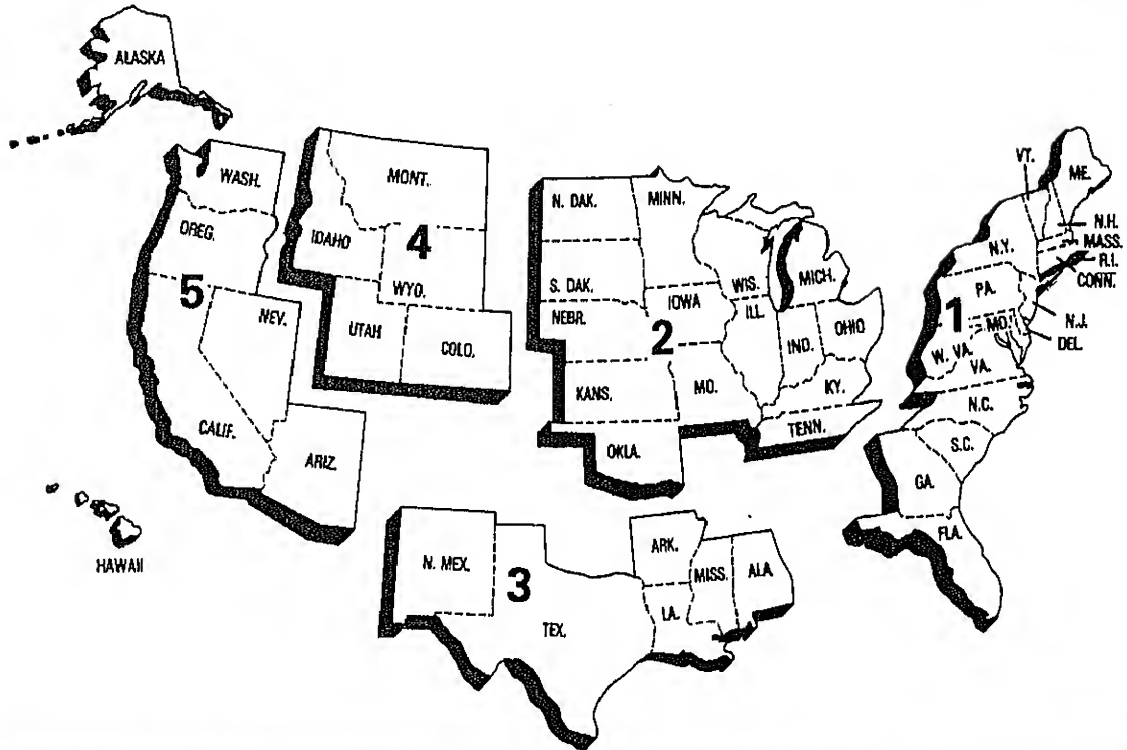 ALASKA
WASH.
OREG.
5
NEV.
CALIF.
ARIZ.
HAWAII
MONT.
IDAHO
4
WYO.
UTAH
COLO.
N. DAK.
MINN.
S. DAK.
WIS.
MICH.
NEBR.
IOWA
2
ILL.
IND.
OHIO
KANS.
MO.
KY.
TENN.
OKLA.
N. MEX.
3
TEX.
ARK.
LA.
MISS.
ALA
VT.
ME.
N.H.
MASS.
R.I.
CONN.
N.Y.
PA.
1
N.J.
MD.
DEL.
W. VA.
VA.
N.C.
S.C.
GA.
FLA.